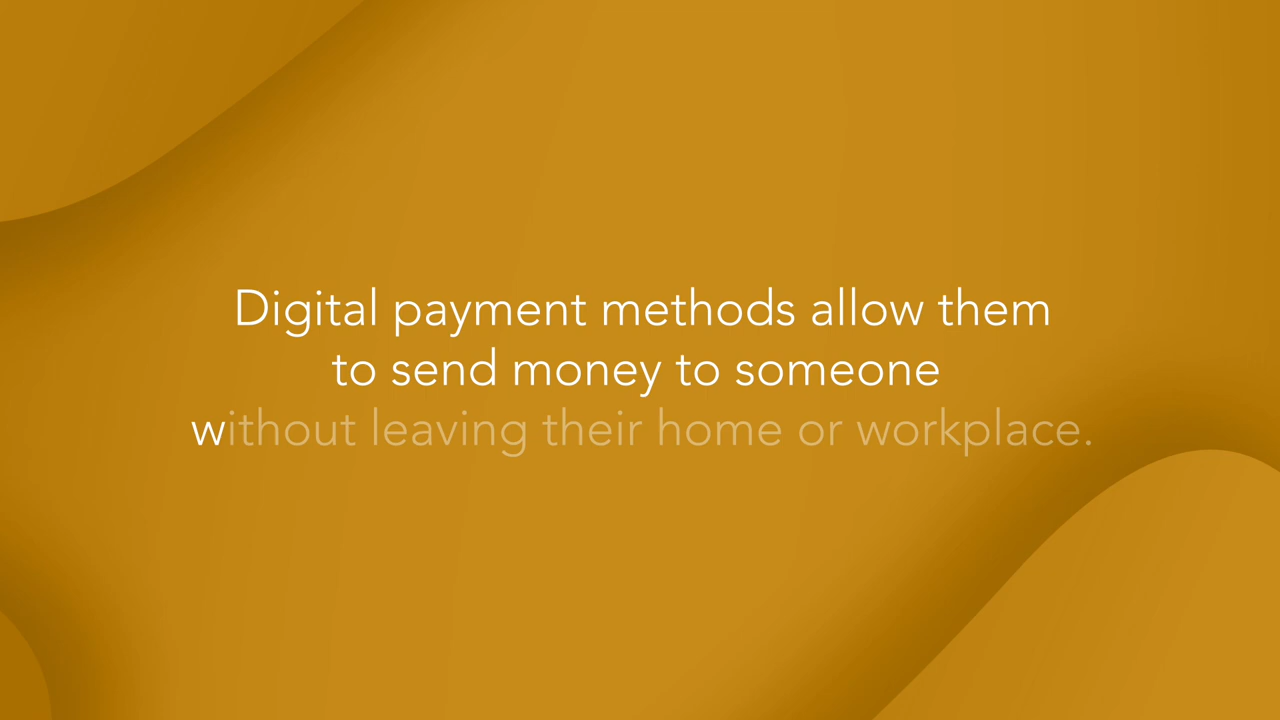 Digital payment methods allow them
to send money to someone
without leaving their home or workplace.